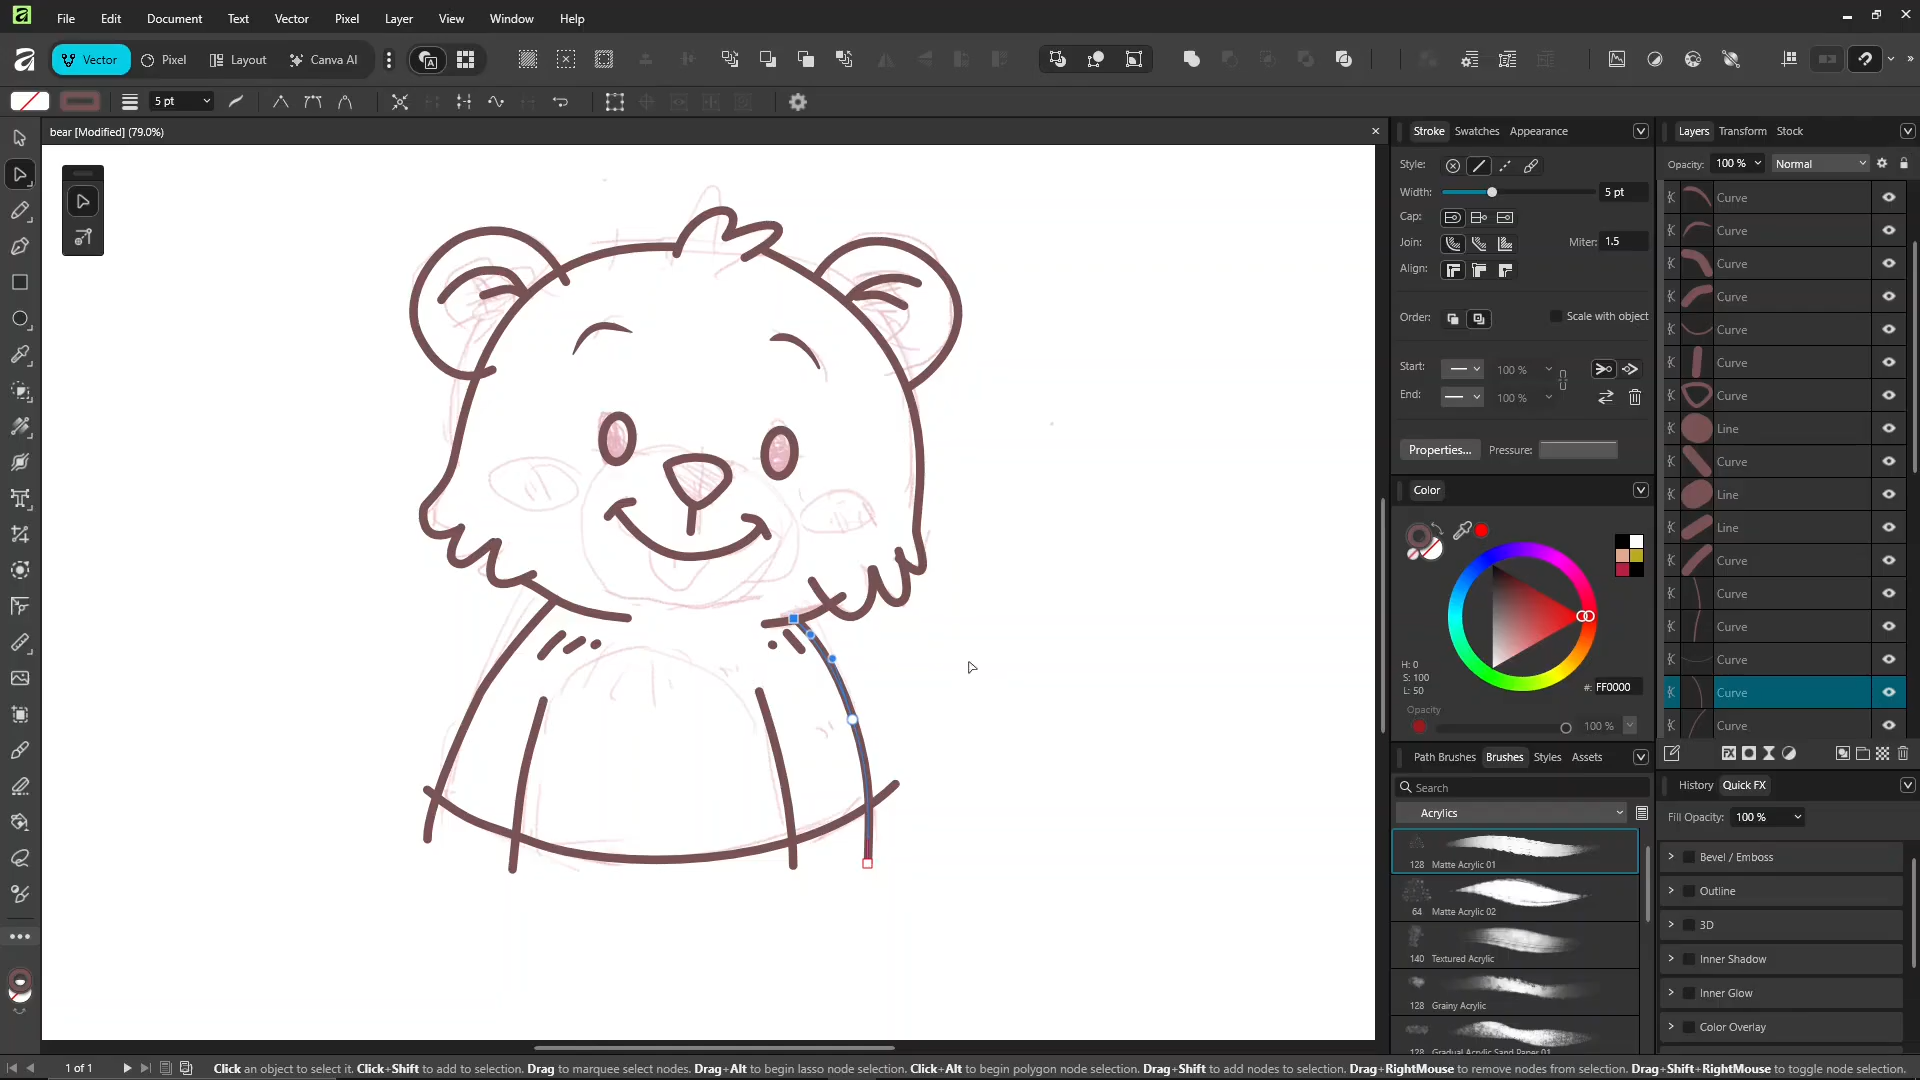 File Edit Document Text Vector Pixel Layer View Window Help
Vector Pixel Layout Canva AI
5 pt
bear [Modified] (79.0%)
Stroke Swatches Appearance
Style:
Width: 5 pt
Cap:
Join: Miter: 1.5
Align:
Order: Scale with object
Start: 100 %
End: 100 %
Properties... Pressure:
Color
H: 0
S: 100
L: 50
#: FF0000
Opacity
100 %
Path Brushes Brushes Styles Assets
Search
Acrylics
128 Matte Acrylic 01
64 Matte Acrylic 02
140 Textured Acrylic
128 Grainy Acrylic
128 Gradual Acrylic Sand Paper 01
Layers Transform Stock
Opacity: 100 % Normal
Curve
Curve
Curve
Curve
Curve
Curve
Curve
Line
Curve
Line
Line
Curve
Curve
Curve
Curve
Curve
Curve
FX
History Quick FX
Fill Opacity: 100 %
Bevel / Emboss
Outline
3D
Inner Shadow
Inner Glow
Color Overlay
1 of 1
Click an object to select it. Click+Shift to add to selection. Drag to marquee select nodes. Drag+Alt to begin lasso node selection. Click+Alt to begin polygon node selection. Drag+Shift to add nodes to selection. Drag+RightMouse to remove nodes from selection. Drag+Shift+RightMouse to toggle node selection.